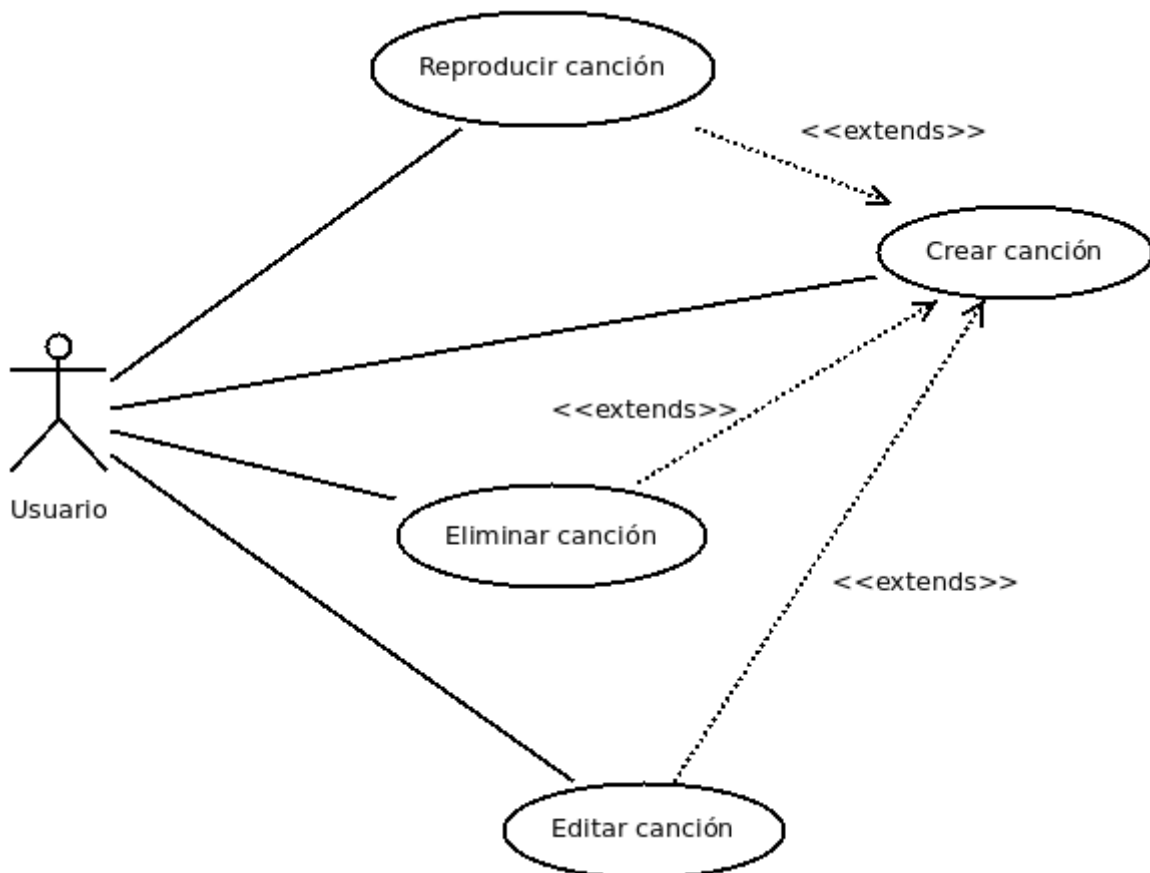 Reproducir canción
<<extends>>
Crear canción
<<extends>>
Usuario
Eliminar canción
<<extends>>
Editar canción